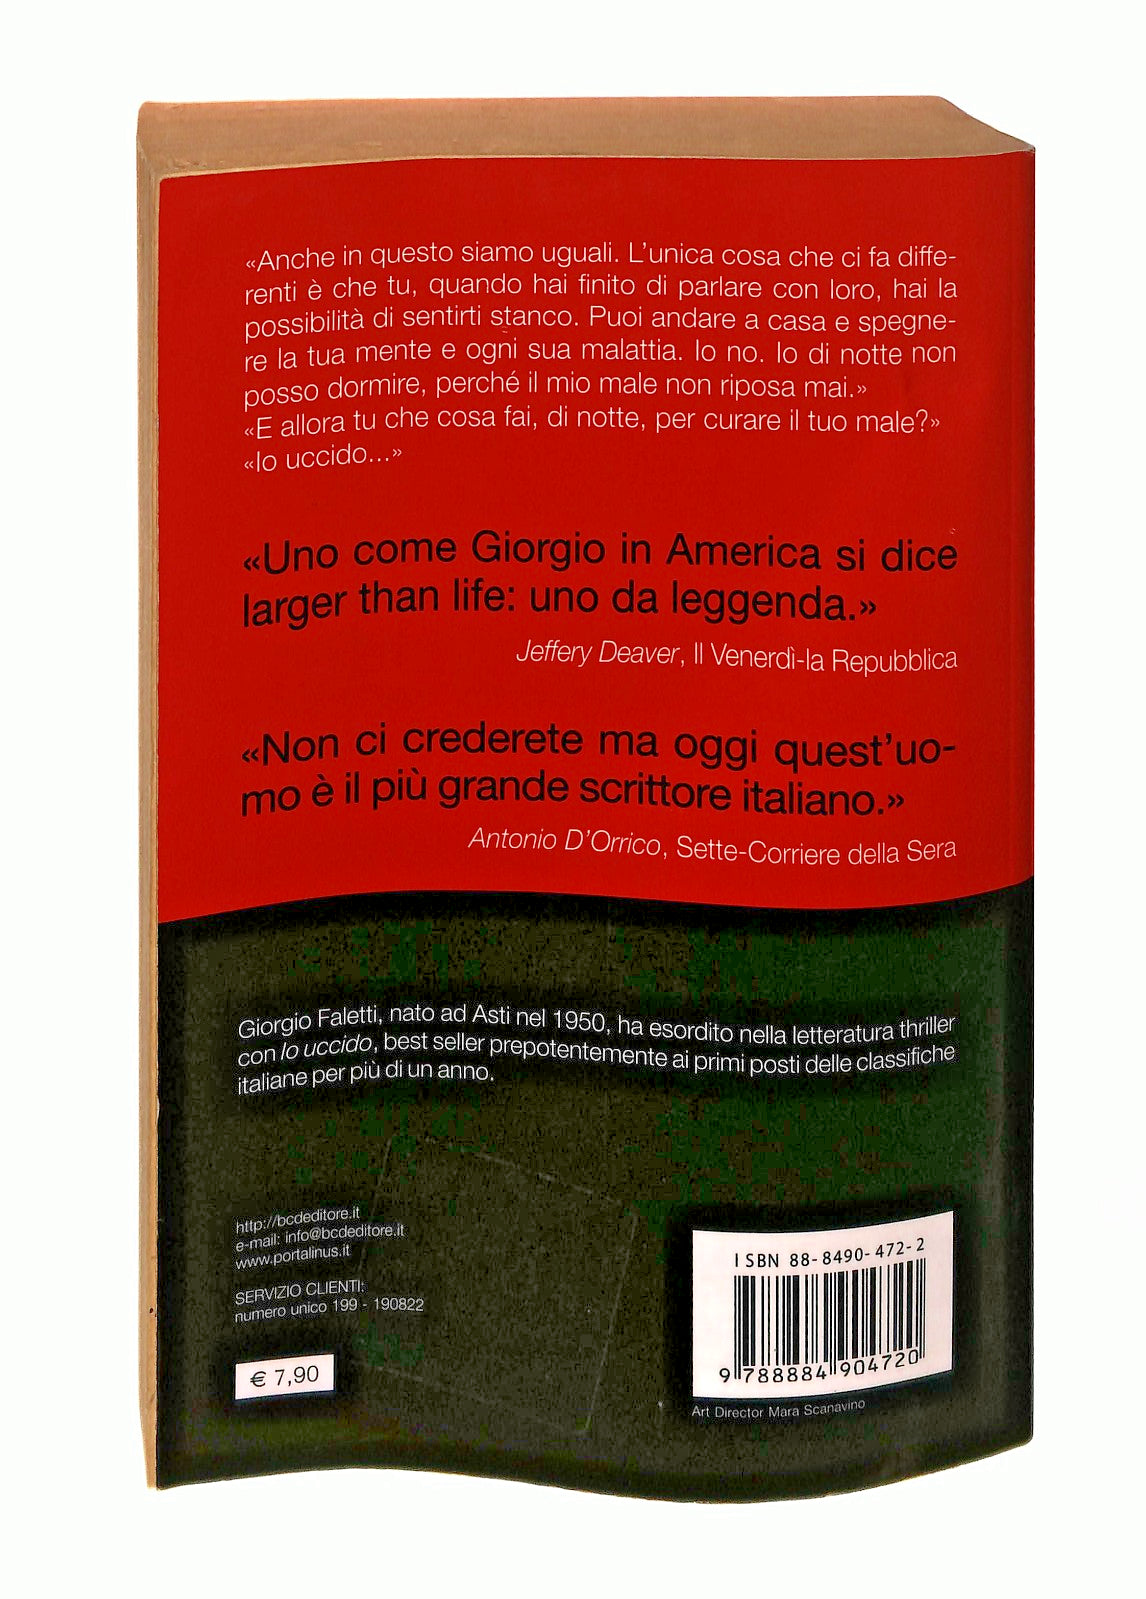 «Anche in questo siamo uguali. L'unica cosa che ci fa diffe-
renti è che tu, quando hai finito di parlare con loro, hai la
possibilità di sentirti stanco. Puoi andare a casa e spegne-
re la tua mente e ogni sua malattia. Io no. Io di notte non
posso dormire, perché il mio male non riposa mai.»
«E allora tu che cosa fai, di notte, per curare il tuo male?»
«Io uccido...»
«Uno come Giorgio in America si dice
larger than life: uno da leggenda.»
Jeffery Deaver, Il Venerdì-la Repubblica
«Non ci crederete ma oggi quest'uo-
mo è il più grande scrittore italiano.»
Antonio D'Orrico, Sette-Corriere della Sera
Giorgio Faletti, nato ad Asti nel 1950, ha esordito nella letteratura thriller
con Io uccido, best seller prepotentemente ai primi posti delle classifiche
italiane per più di un anno.
http://bcdeditore.it
e-mail: info@bcdeditore.it
www.portalinus.it
SERVIZIO CLIENTI:
numero unico 199 - 190822
€ 7,90
ISBN 88-8490-472-2
9 788884 904720
Art Director Mara Scanavino